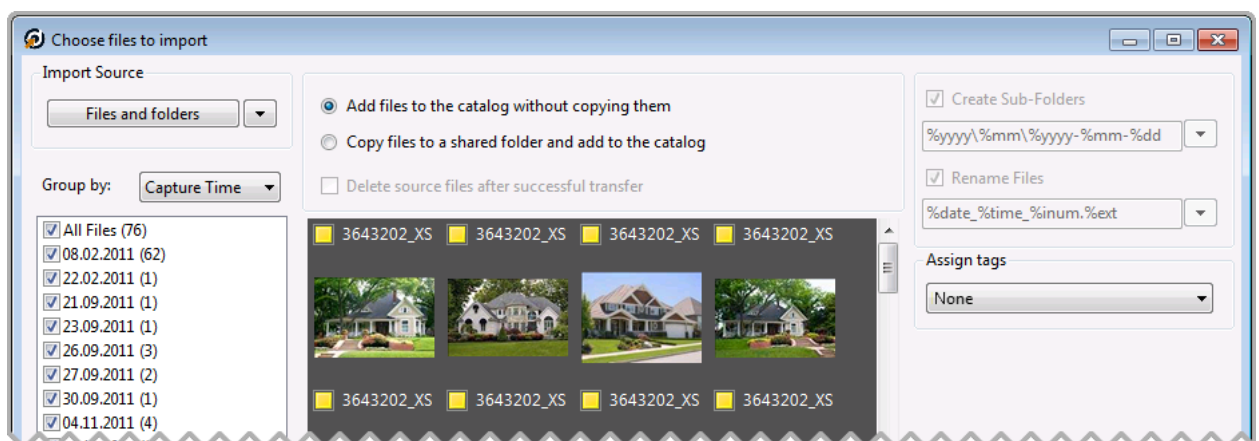 Choose files to import
Import Source
Files and folders
Group by: Capture Time
All Files (76)
08.02.2011 (62)
22.02.2011 (1)
21.09.2011 (1)
23.09.2011 (1)
26.09.2011 (3)
27.09.2011 (2)
30.09.2011 (1)
04.11.2011 (4)
Add files to the catalog without copying them
Copy files to a shared folder and add to the catalog
Delete source files after successful transfer
3643202_XS 3643202_XS 3643202_XS 3643202_XS
3643202_XS 3643202_XS 3643202_XS 3643202_XS
Create Sub-Folders
%yyyy\%mm\%yyyy-%mm-%dd
Rename Files
%date_%time_%inum.%ext
Assign tags
None